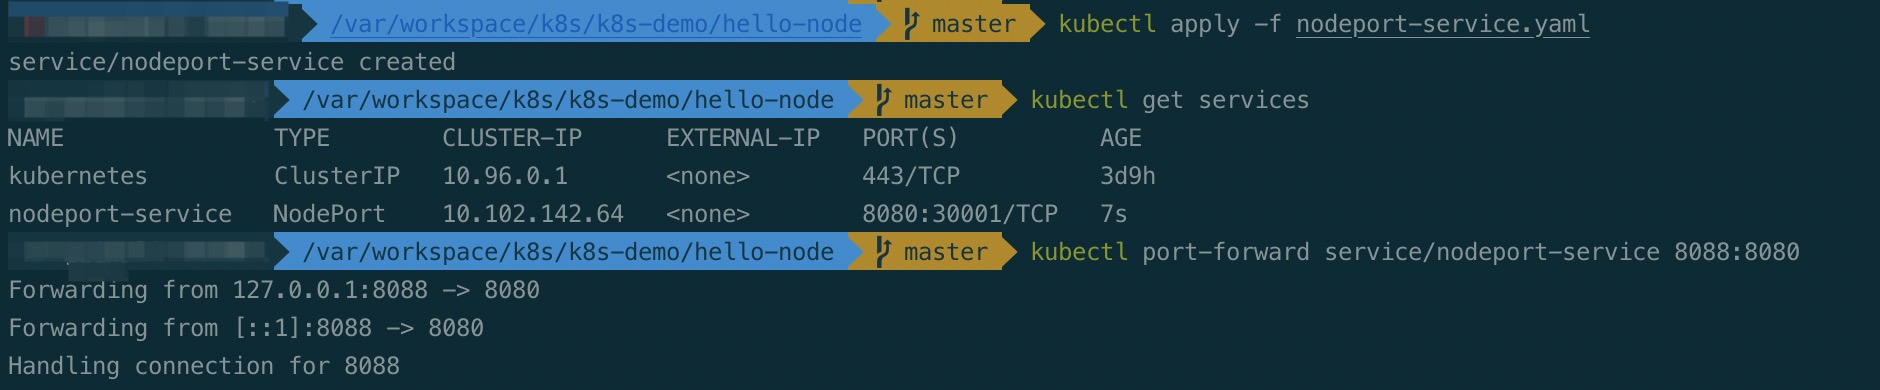 /var/workspace/k8s/k8s-demo/hello-node master kubectl apply -f nodeport-service.yaml
service/nodeport-service created
/var/workspace/k8s/k8s-demo/hello-node master kubectl get services
NAME TYPE CLUSTER-IP EXTERNAL-IP PORT(S) AGE
kubernetes ClusterIP 10.96.0.1 <none> 443/TCP 3d9h
nodeport-service NodePort 10.102.142.64 <none> 8080:30001/TCP 7s
/var/workspace/k8s/k8s-demo/hello-node master kubectl port-forward service/nodeport-service 8088:8080
Forwarding from 127.0.0.1:8088 -> 8080
Forwarding from [::1]:8088 -> 8080
Handling connection for 8088